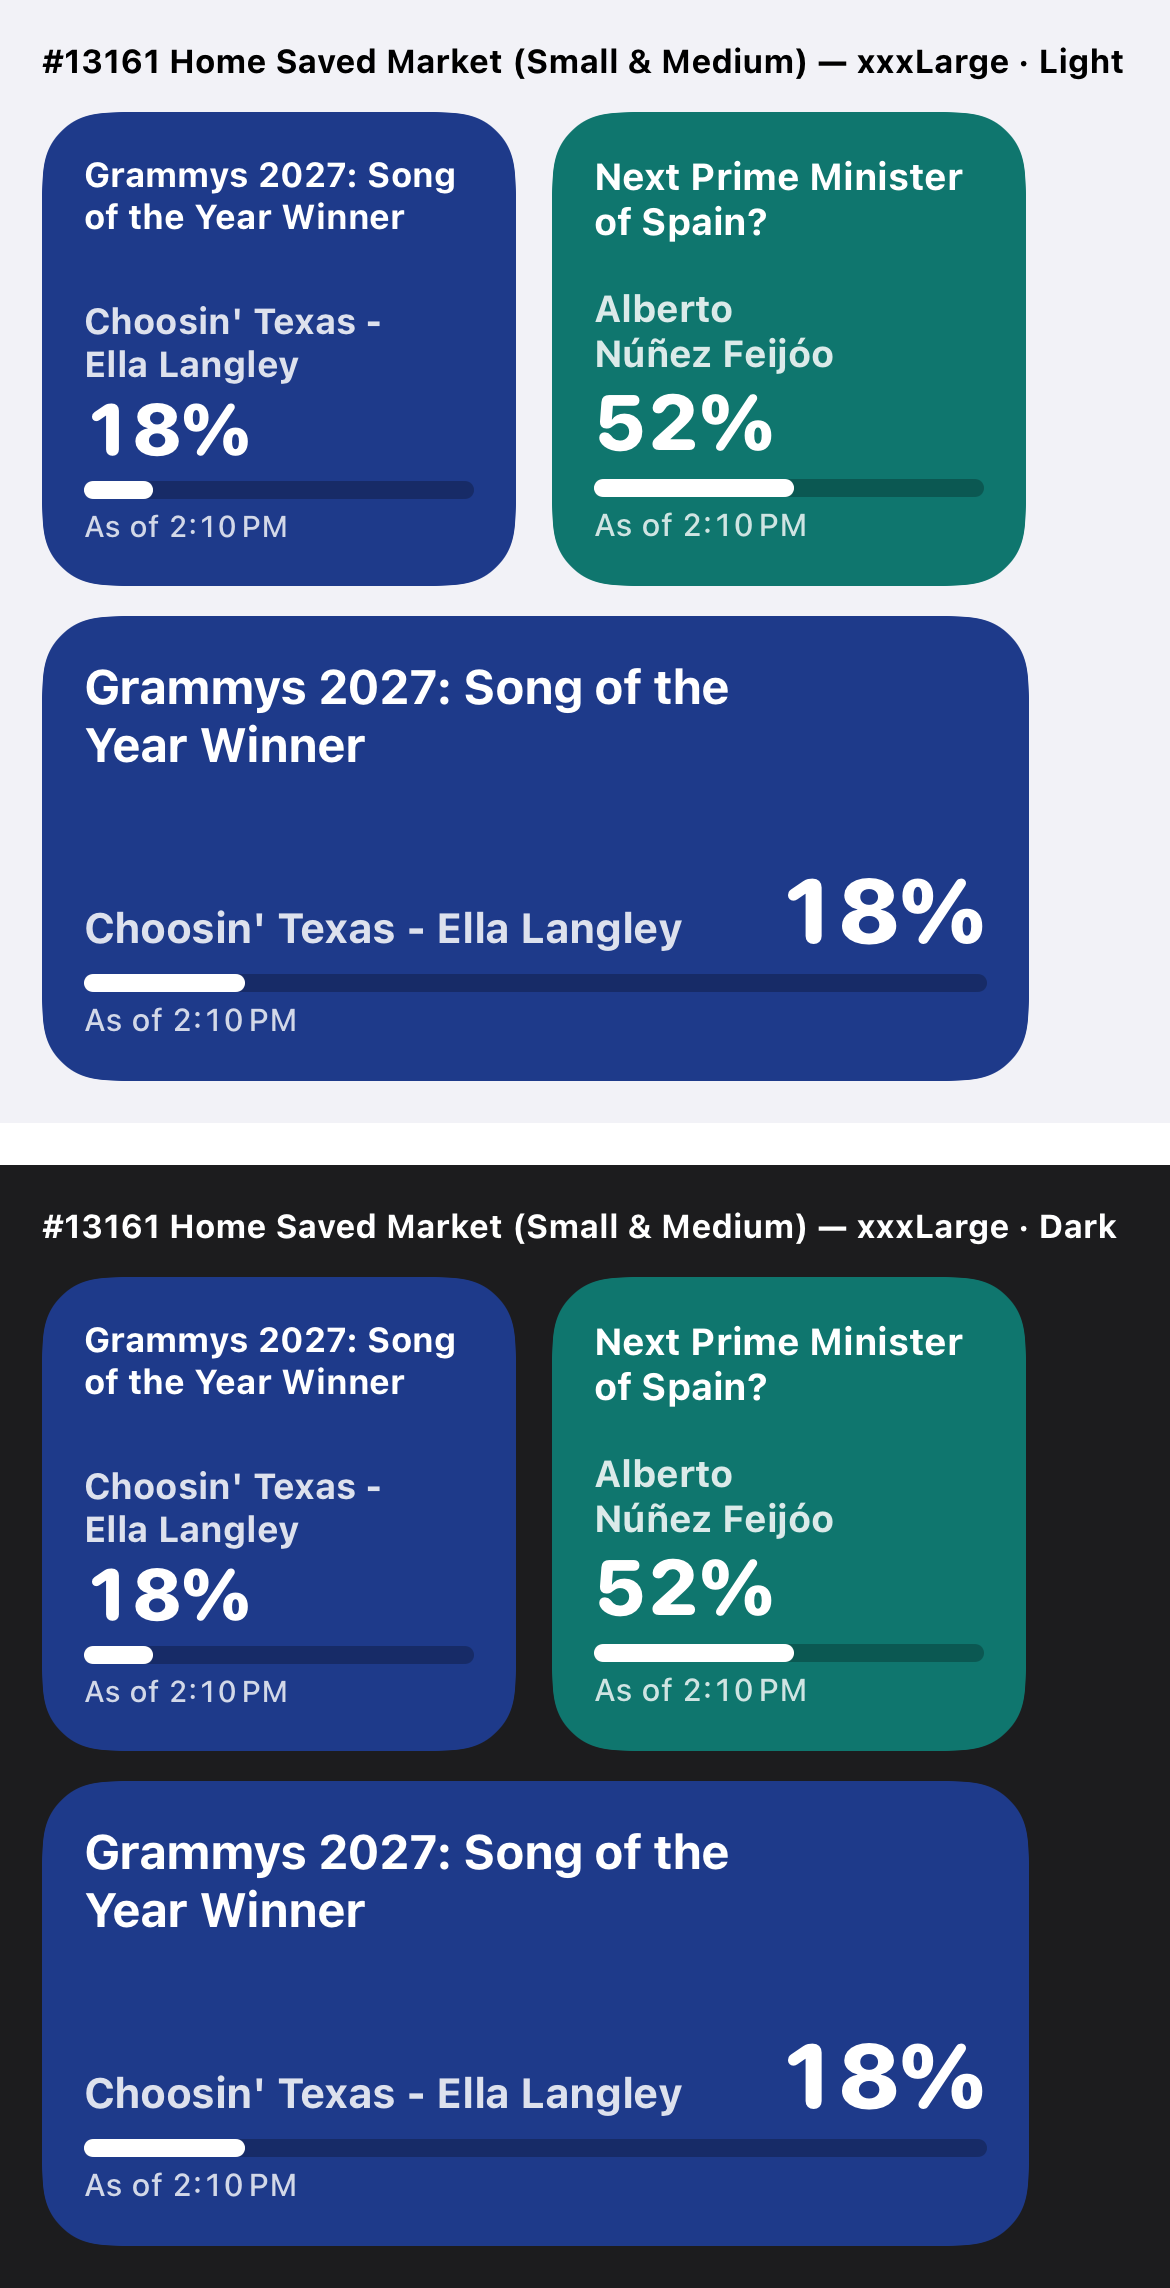 #13161 Home Saved Market (Small & Medium) — xxxLarge · Light
Grammys 2027: Song
of the Year Winner
Choosin' Texas -
Ella Langley
18%
As of 2:10 PM
Next Prime Minister
of Spain?
Alberto
Núñez Feijóo
52%
As of 2:10 PM
Grammys 2027: Song of the
Year Winner
Choosin' Texas - Ella Langley
18%
As of 2:10 PM
#13161 Home Saved Market (Small & Medium) — xxxLarge · Dark
Grammys 2027: Song
of the Year Winner
Choosin' Texas -
Ella Langley
18%
As of 2:10 PM
Next Prime Minister
of Spain?
Alberto
Núñez Feijóo
52%
As of 2:10 PM
Grammys 2027: Song of the
Year Winner
Choosin' Texas - Ella Langley
18%
As of 2:10 PM